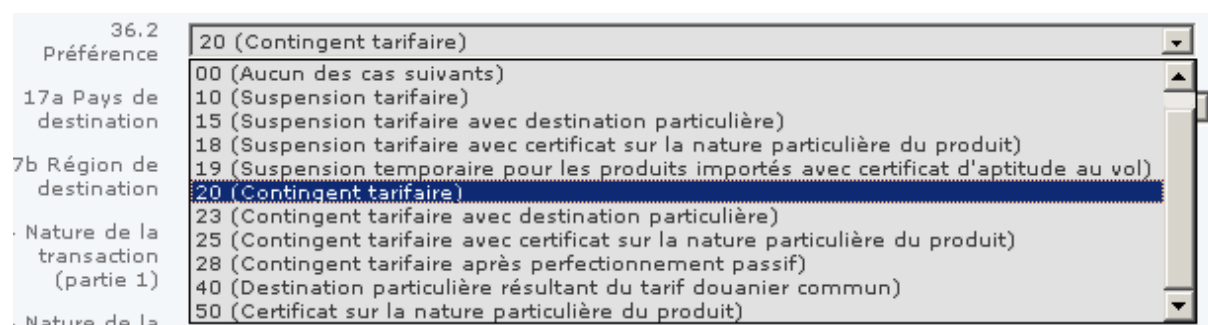 36.2
Préférence
20 (Contingent tarifaire)
00 (Aucun des cas suivants)
10 (Suspension tarifaire)
15 (Suspension tarifaire avec destination particulière)
18 (Suspension tarifaire avec certificat sur la nature particulière du produit)
19 (Suspension temporaire pour les produits importés avec certificat d'aptitude au vol)
20 (Contingent tarifaire)
23 (Contingent tarifaire avec destination particulière)
25 (Contingent tarifaire avec certificat sur la nature particulière du produit)
28 (Contingent tarifaire après perfectionnement passif)
40 (Destination particulière résultant du tarif douanier commun)
50 (Certificat sur la nature particulière du produit)
17a Pays de
destination
7b Région de
destination
Nature de la
transaction
(partie 1)
Nature de la